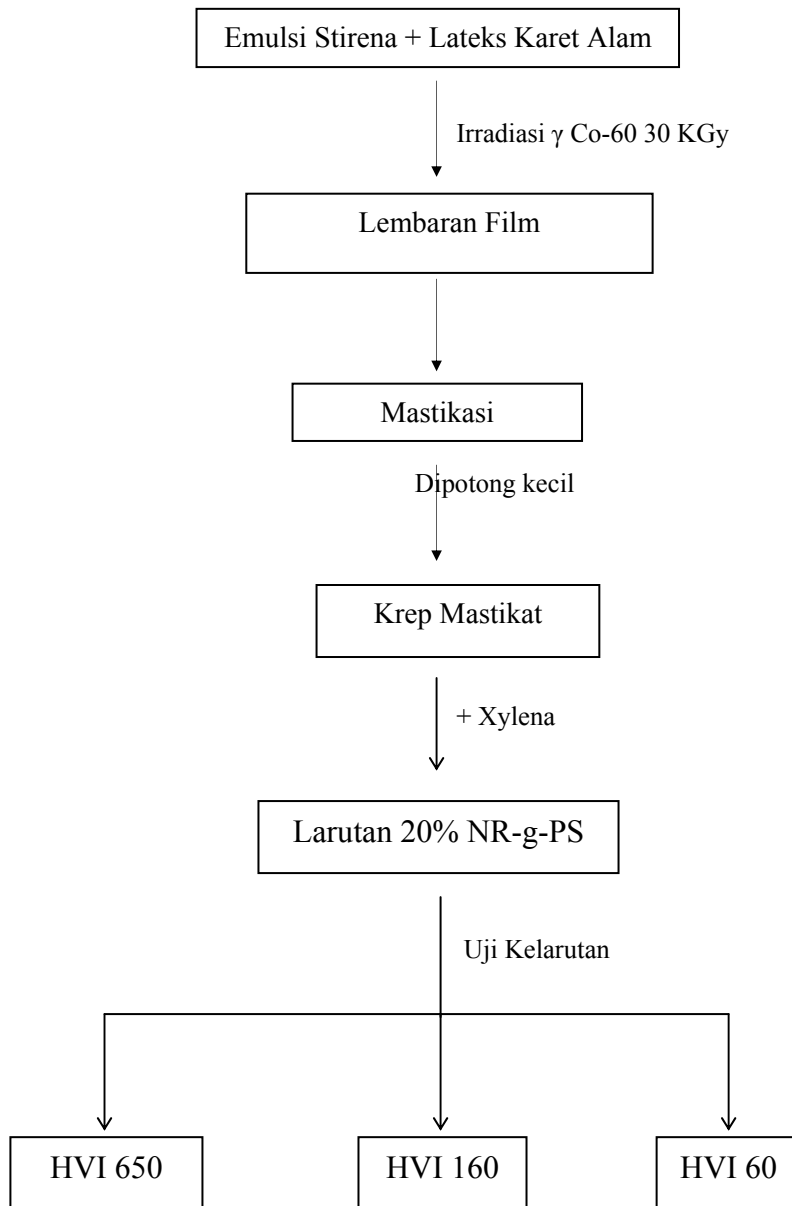 Emulsi Stirena + Lateks Karet Alam
Irradiasi γ Co-60 30 KGy
Lembaran Film
Mastikasi
Dipotong kecil
Krep Mastikat
+ Xylena
Larutan 20% NR-g-PS
Uji Kelarutan
HVI 650
HVI 160
HVI 60